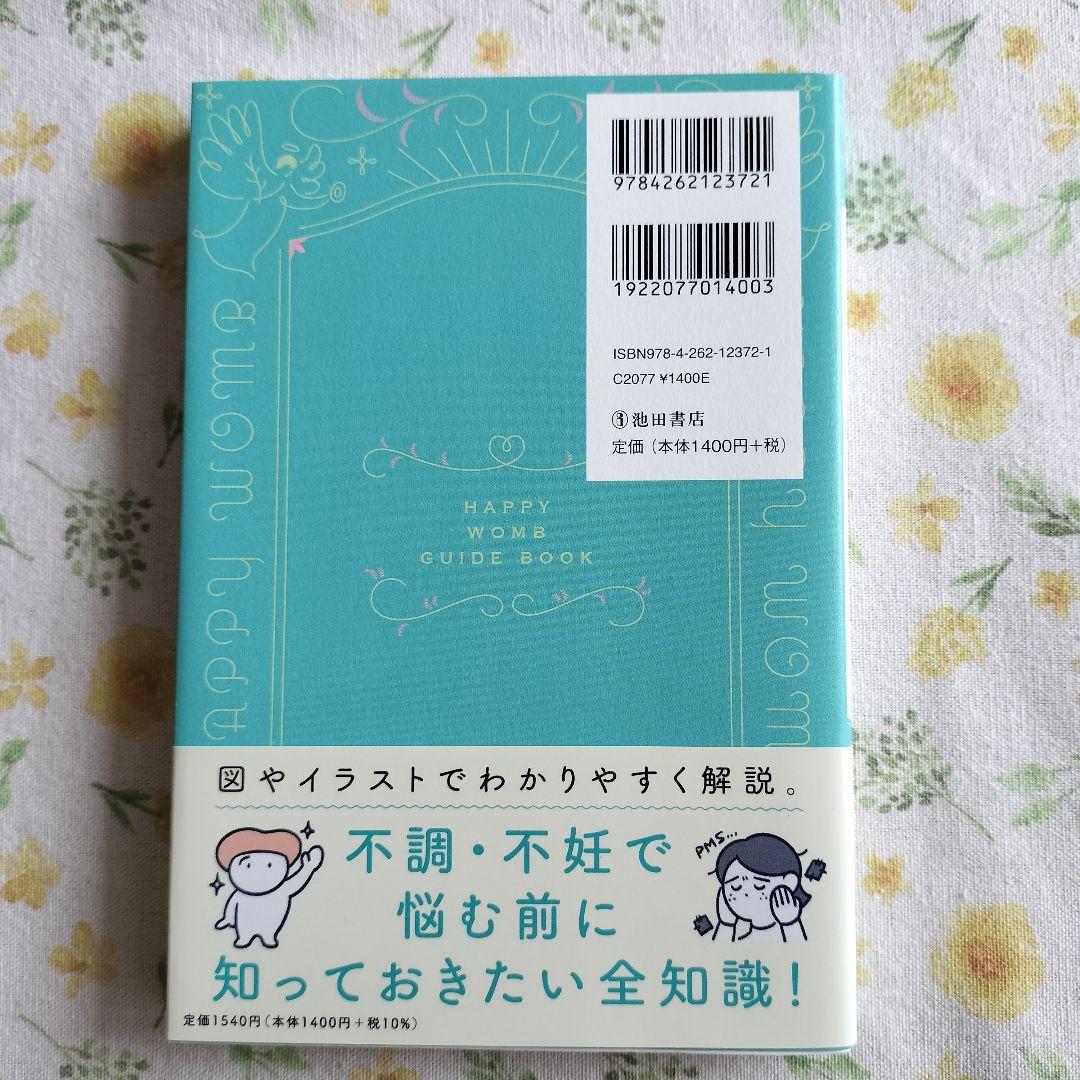 9784262123721
1922077014003
ISBN978-4-262-12372-1
C2077 ¥1400E
池田書店
定価（本体1400円＋税）
HAPPY
WOMB
GUIDE BOOK
HAPPY WOMB
図やイラストでわかりやすく解説。
不調・不妊で
悩む前に
知っておきたい全知識！
PMS...
定価1540円（本体1400円＋税10%）